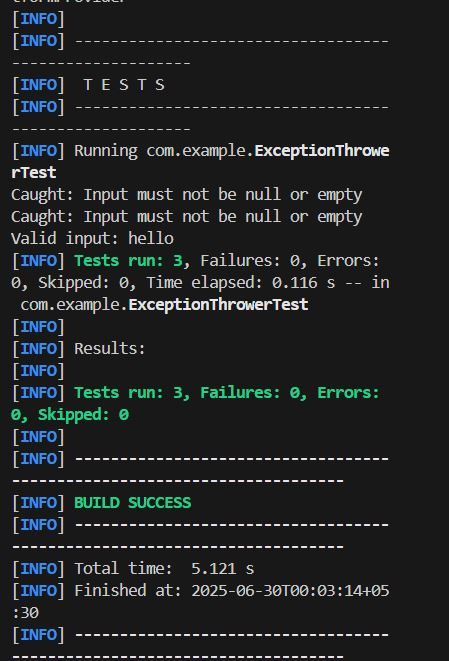 [INFO]
[INFO] ------------------------------------
--------------------
[INFO]  T E S T S
[INFO] ------------------------------------
--------------------
[INFO] Running com.example.ExceptionThrowe
rTest
Caught: Input must not be null or empty
Caught: Input must not be null or empty
Valid input: hello
[INFO] Tests run: 3, Failures: 0, Errors:
0, Skipped: 0, Time elapsed: 0.116 s -- in
 com.example.ExceptionThrowerTest
[INFO]
[INFO] Results:
[INFO]
[INFO] Tests run: 3, Failures: 0, Errors:
0, Skipped: 0
[INFO]
[INFO] -----------------------------------
-------------------------------------
[INFO] BUILD SUCCESS
[INFO] -----------------------------------
-------------------------------------
[INFO] Total time:  5.121 s
[INFO] Finished at: 2025-06-30T00:03:14+05
:30
[INFO] -----------------------------------
-------------------------------------